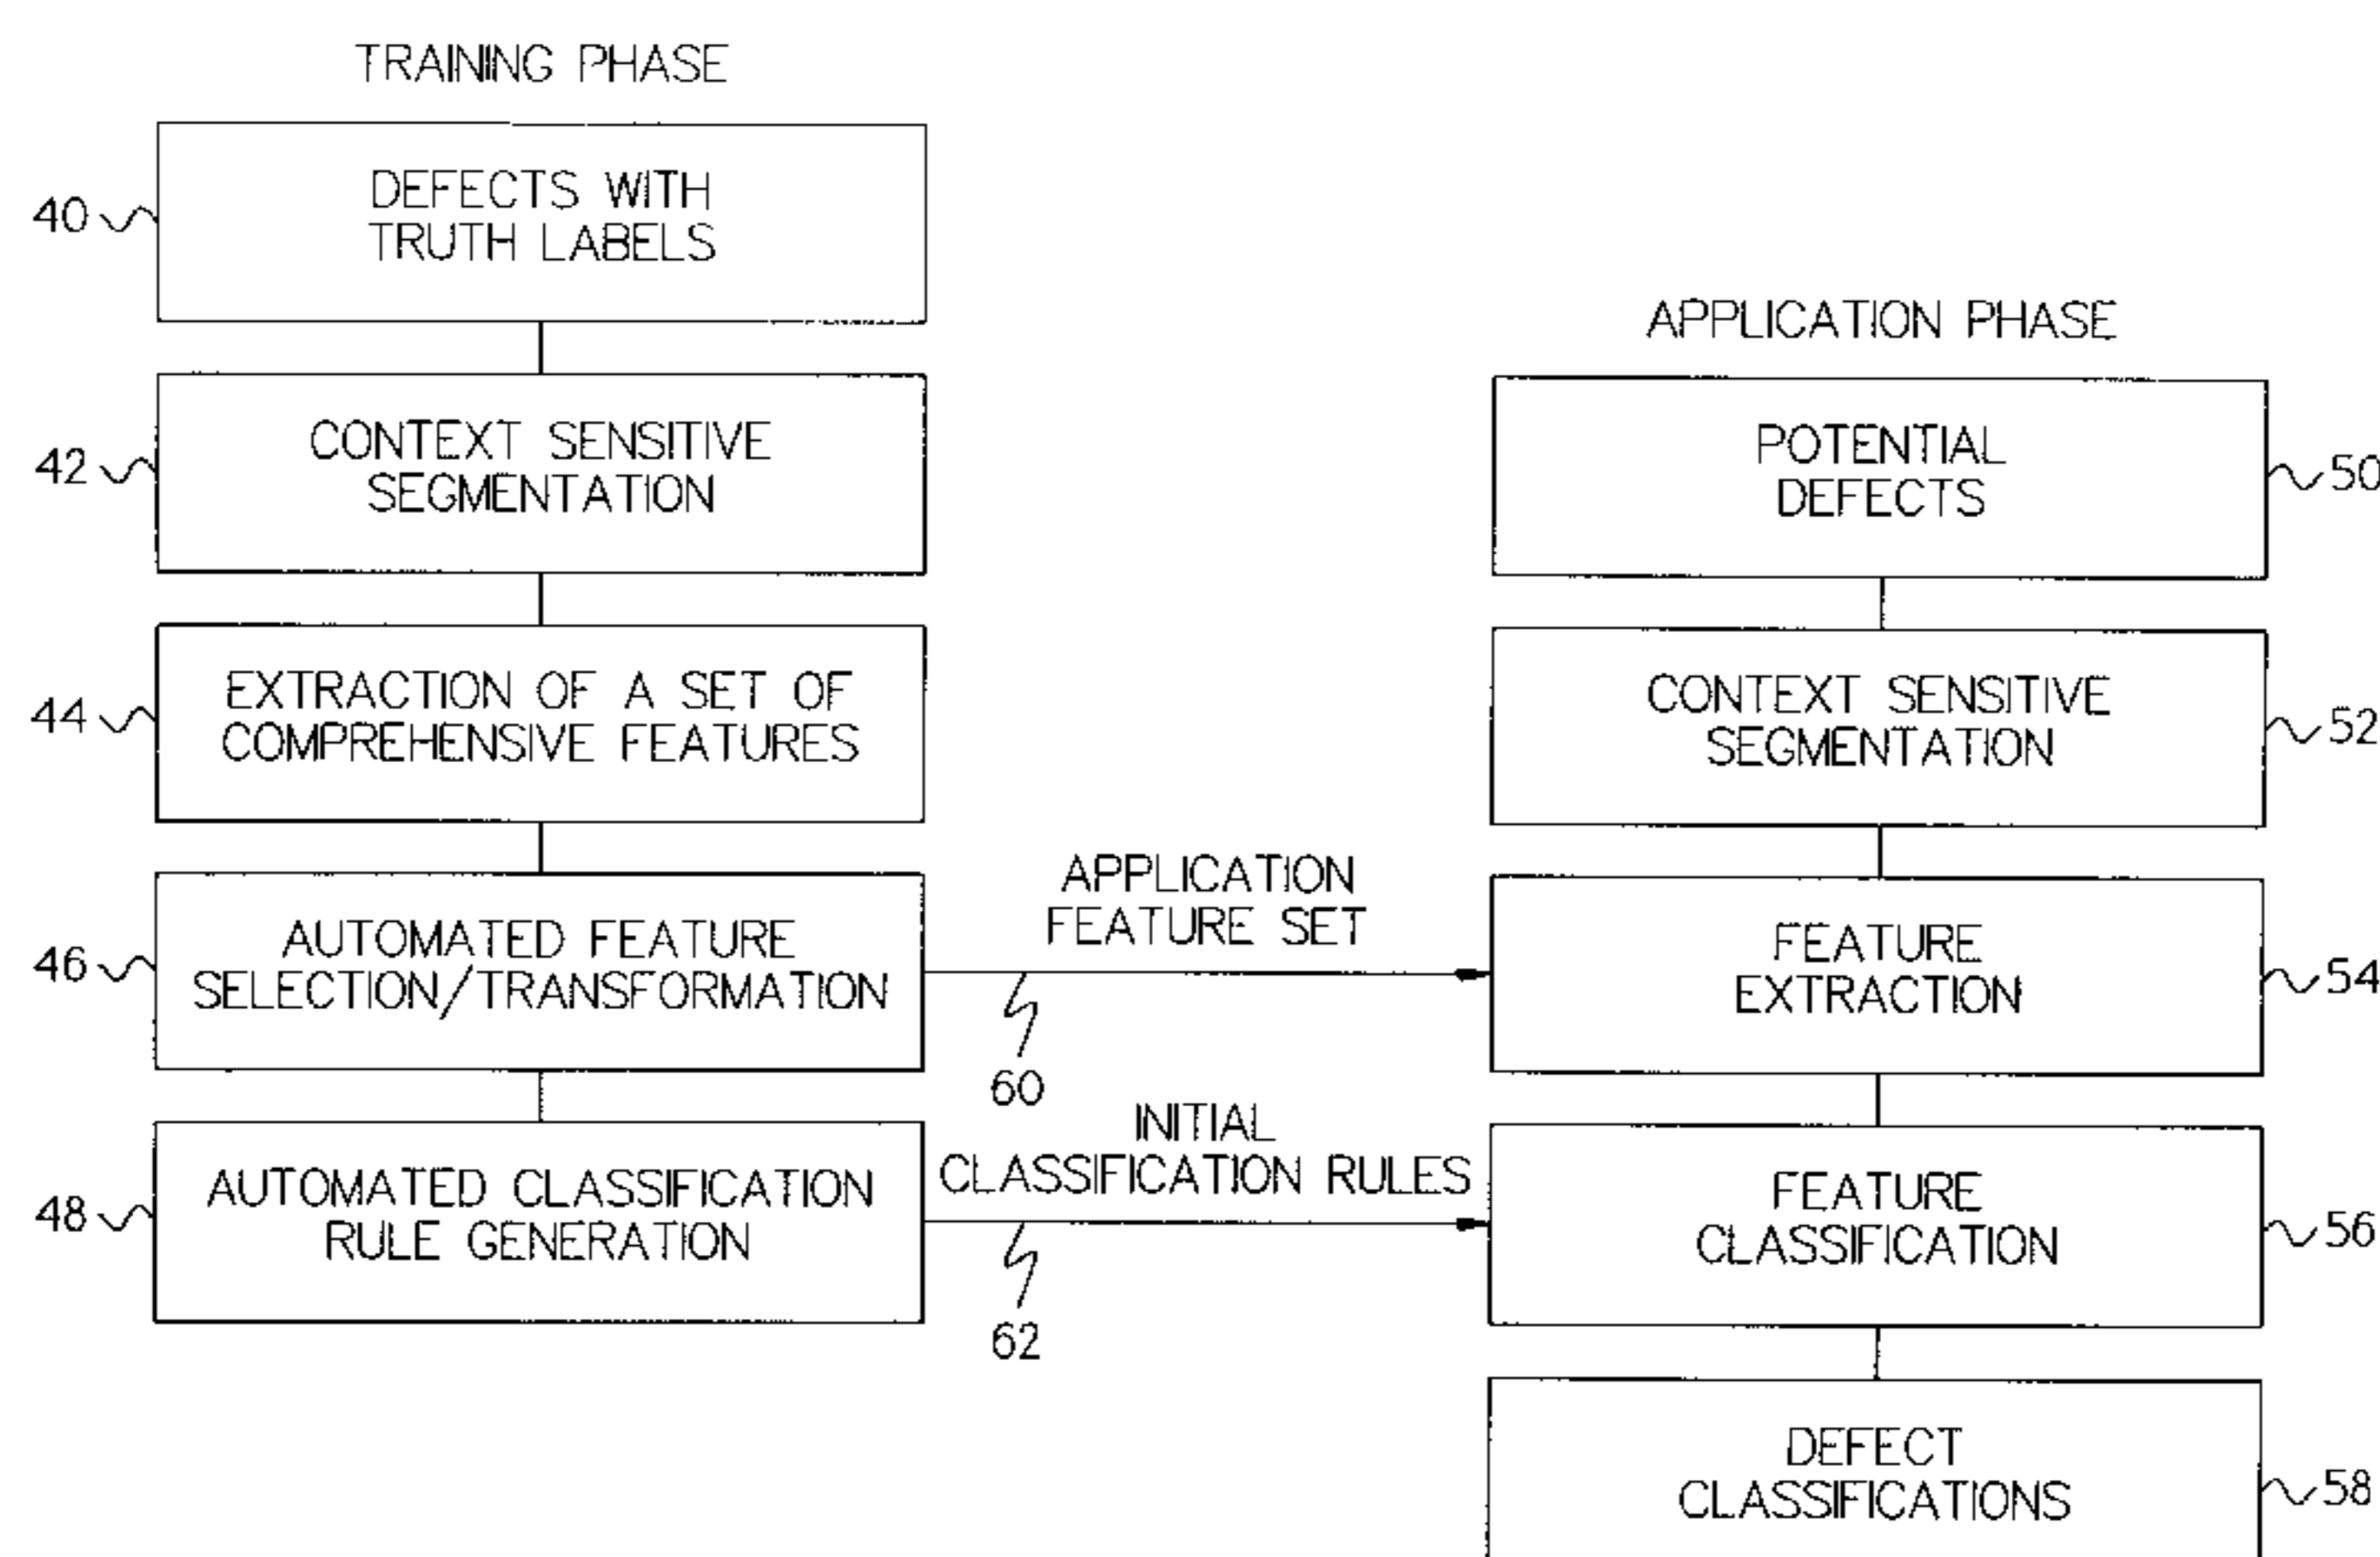 TRAINING PHASE
40
DEFECTS WITH
TRUTH LABELS
42
CONTEXT SENSITIVE
SEGMENTATION
44
EXTRACTION OF A SET OF
COMPREHENSIVE FEATURES
46
AUTOMATED FEATURE
SELECTION/TRANSFORMATION
48
AUTOMATED CLASSIFICATION
RULE GENERATION
APPLICATION
FEATURE SET
60
INITIAL
CLASSIFICATION RULES
62
APPLICATION PHASE
POTENTIAL
DEFECTS
50
CONTEXT SENSITIVE
SEGMENTATION
52
FEATURE
EXTRACTION
54
FEATURE
CLASSIFICATION
56
DEFECT
CLASSIFICATIONS
58